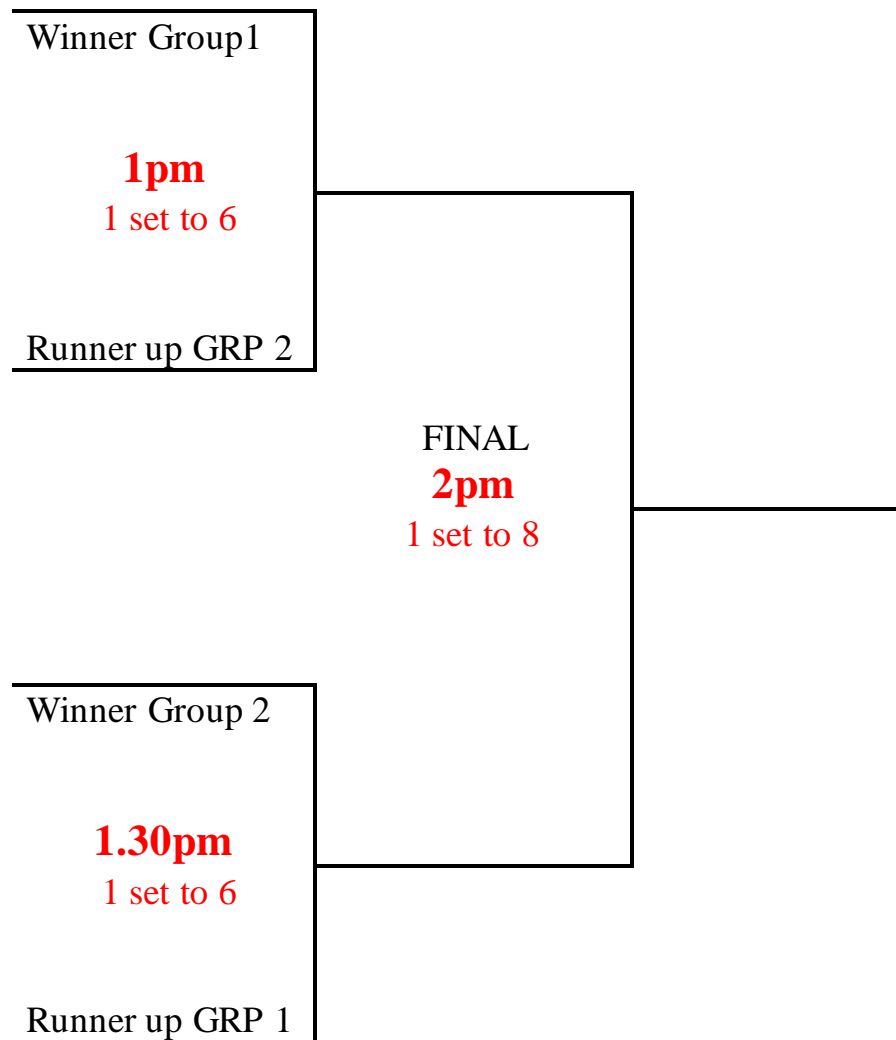 Winner Group1
1pm
1 set to 6
Runner up GRP 2
FINAL
2pm
1 set to 8
Winner Group 2
1.30pm
1 set to 6
Runner up GRP 1